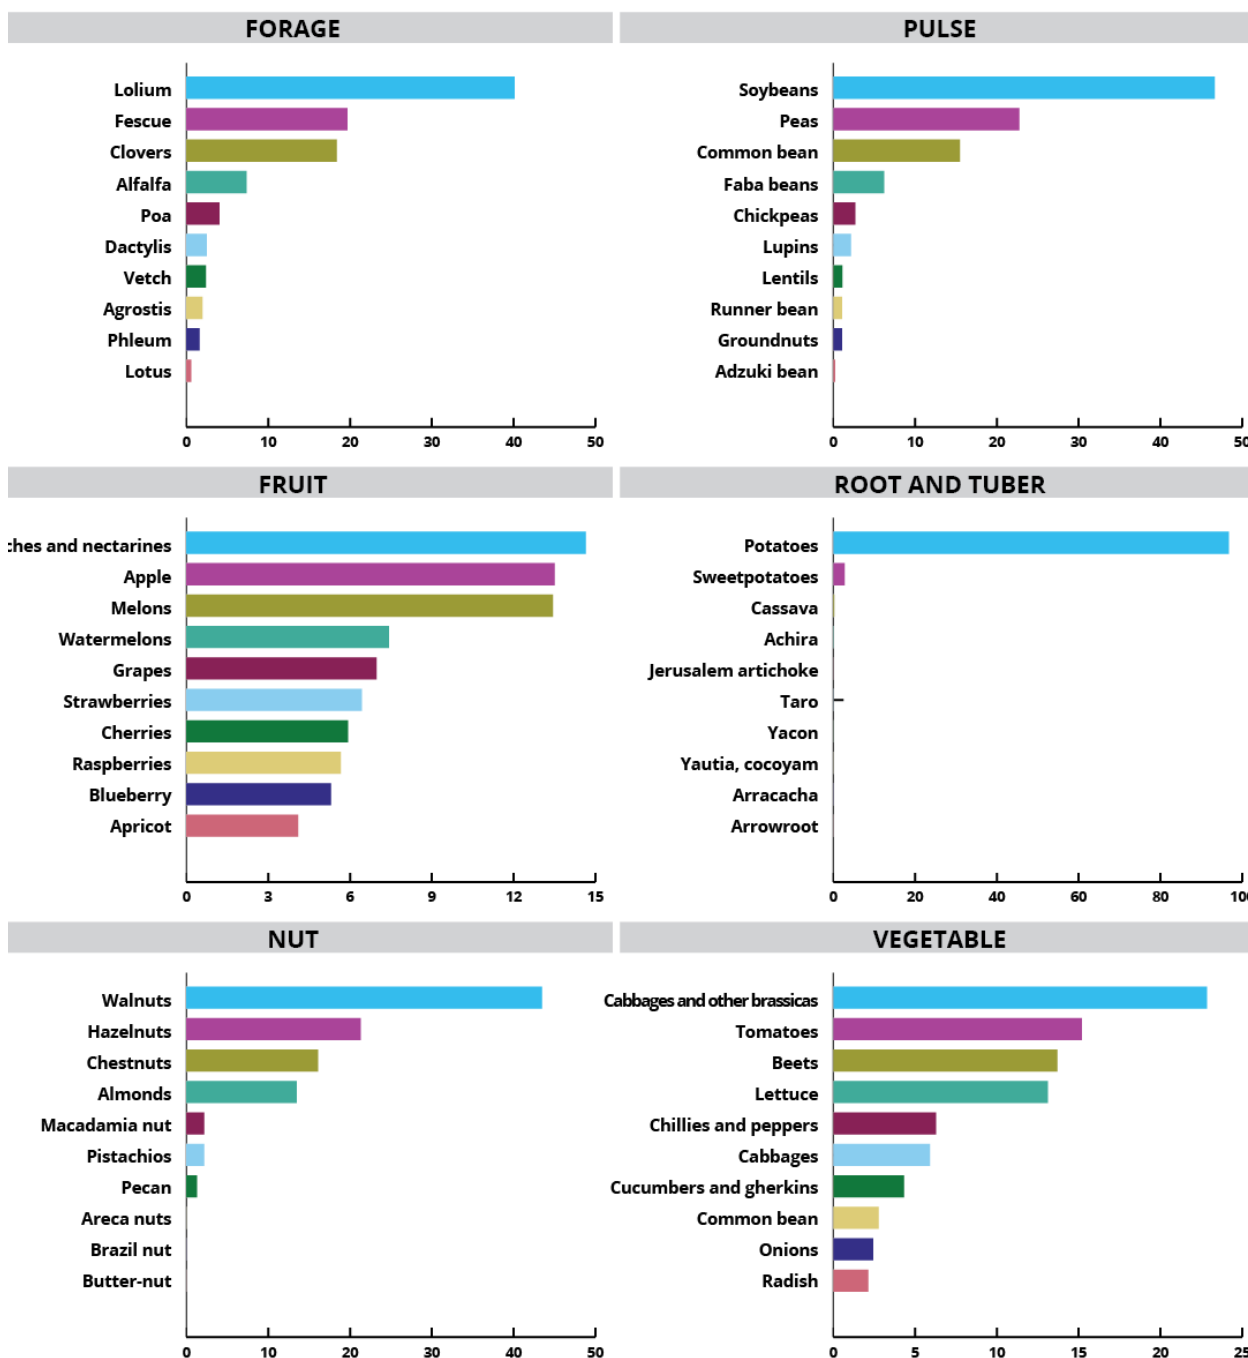 FORAGE
Lolium
Fescue
Clovers
Alfalfa
Poa
Dactylis
Vetch
Agrostis
Phleum
Lotus
0 10 20 30 40 50
PULSE
Soybeans
Peas
Common bean
Faba beans
Chickpeas
Lupins
Lentils
Runner bean
Groundnuts
Adzuki bean
0 10 20 30 40 50
FRUIT
ches and nectarines
Apple
Melons
Watermelons
Grapes
Strawberries
Cherries
Raspberries
Blueberry
Apricot
0 3 6 9 12 15
ROOT AND TUBER
Potatoes
Sweetpotatoes
Cassava
Achira
Jerusalem artichoke
Taro
Yacon
Yautia, cocoyam
Arracacha
Arrowroot
0 20 40 60 80 100
NUT
Walnuts
Hazelnuts
Chestnuts
Almonds
Macadamia nut
Pistachios
Pecan
Areca nuts
Brazil nut
Butter-nut
0 10 20 30 40 50
VEGETABLE
Cabbages and other brassicas
Tomatoes
Beets
Lettuce
Chillies and peppers
Cabbages
Cucumbers and gherkins
Common bean
Onions
Radish
0 5 10 15 20 25